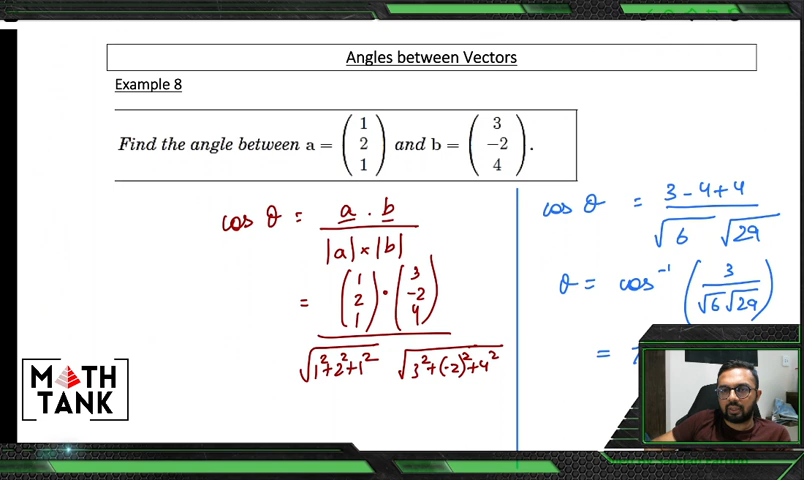 Angles between Vectors
Example 8
Find the angle between a = ( 1 2 1 ) and b = ( 3 −2 4 ) .
cos θ = a . b / |a| × |b|
= ( 1 2 1 ) • ( 3 -2 4 ) / √1²+2²+1² √3²+(-2)²+4²
cos θ = 3 - 4 + 4 / √6 √29
θ = cos⁻¹ ( 3 / √6 √29 )
=
M TH
TANK